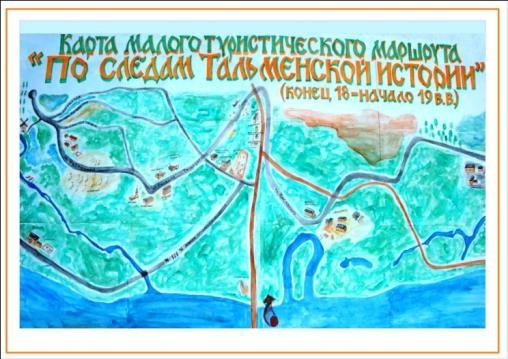 Карта малого туристического маршрута
"По следам Тальменской истории"
(конец 18-начало 19 в.в.)